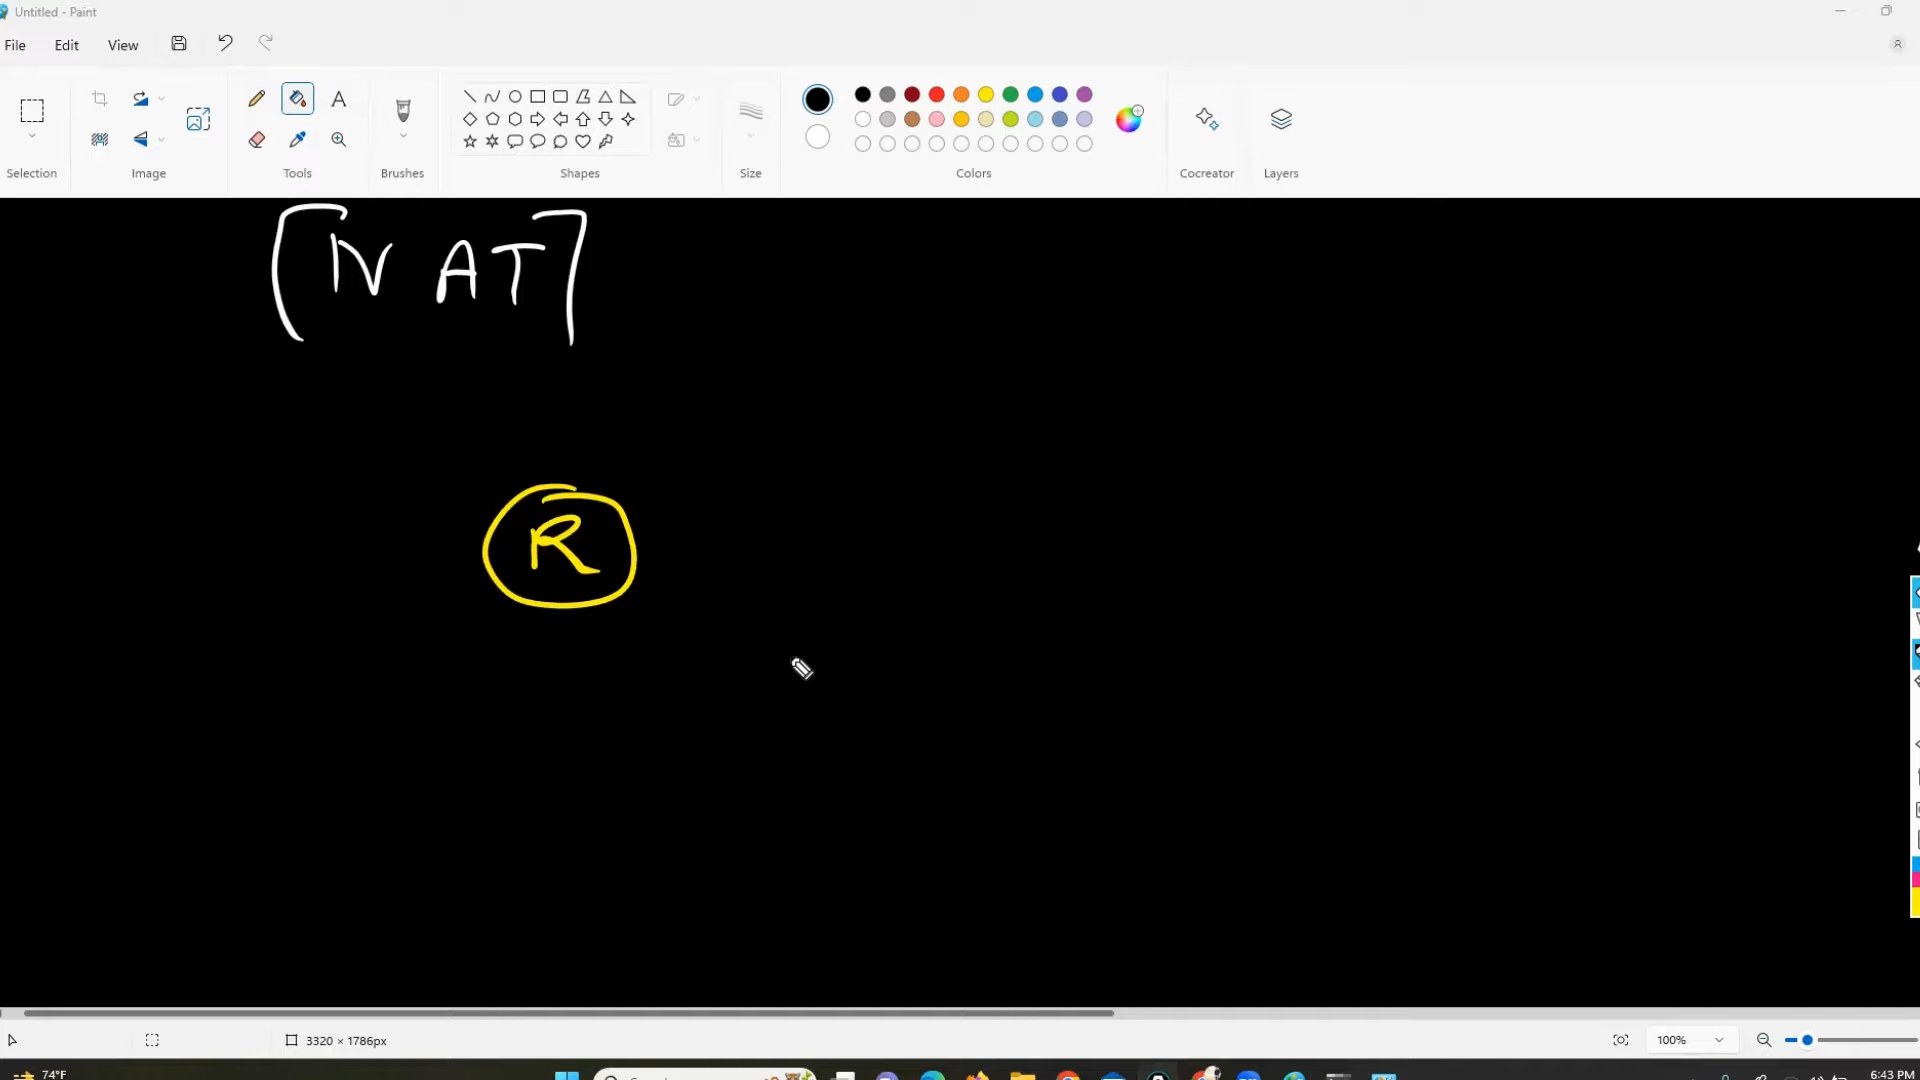 Untitled - Paint
File Edit View
Selection Image Tools Brushes Shapes Size Colors Cocreator Layers
[NAT]
R
3320 × 1786px 100%
74°F 6:43 PM